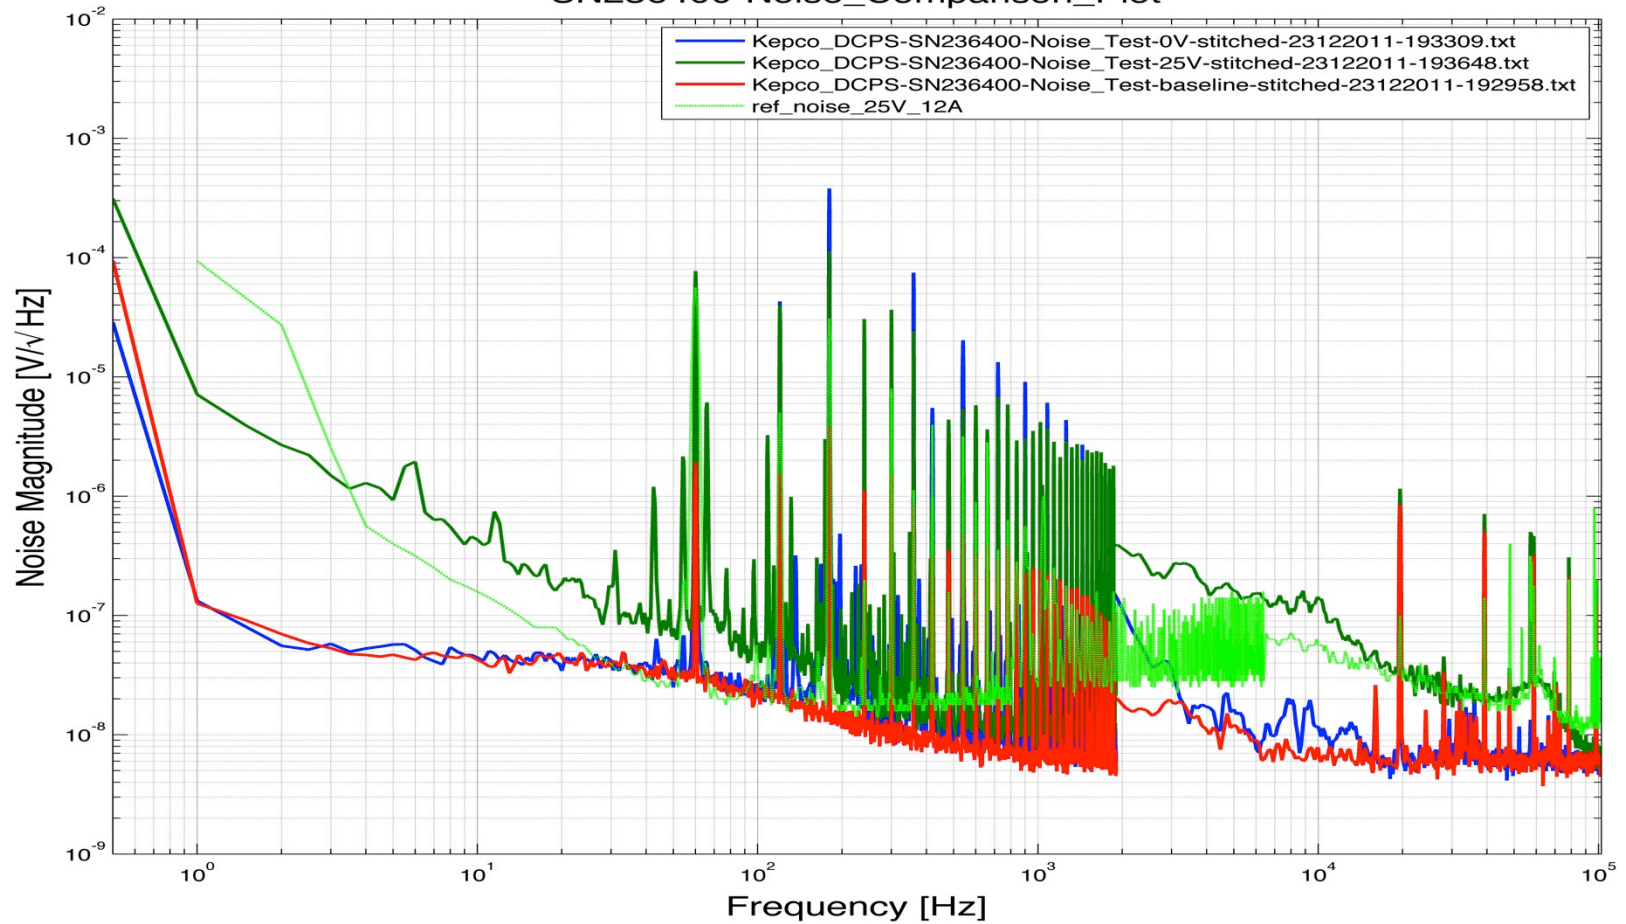 SN236400-Noise_Comparison_Plot
Kepco_DCPS-SN236400-Noise_Test-0V-stitched-23122011-193309.txt
Kepco_DCPS-SN236400-Noise_Test-25V-stitched-23122011-193648.txt
Kepco_DCPS-SN236400-Noise_Test-baseline-stitched-23122011-192958.txt
ref_noise_25V_12A
Noise Magnitude [V/√Hz]
10⁻²
10⁻³
10⁻⁴
10⁻⁵
10⁻⁶
10⁻⁷
10⁻⁸
10⁻⁹
10⁰ 10¹ 10² 10³ 10⁴ 10⁵
Frequency [Hz]